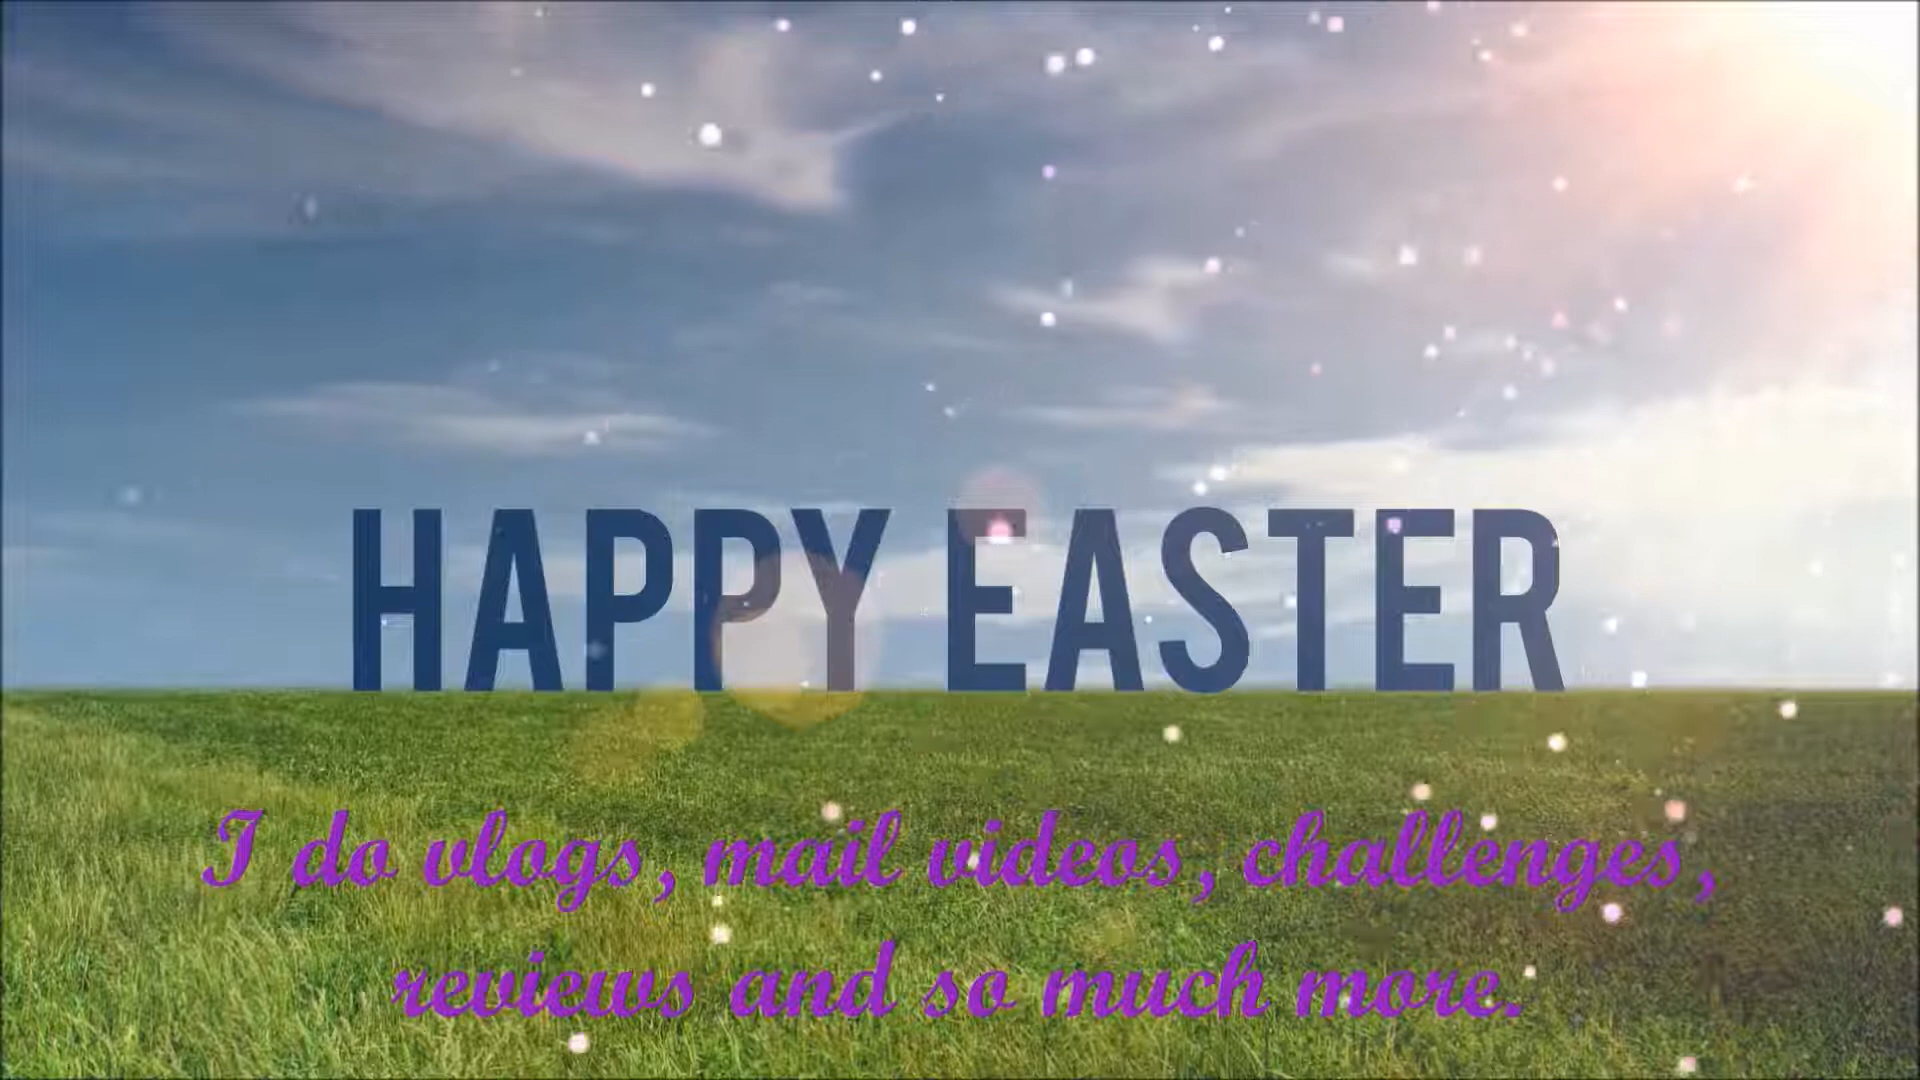 HAPPY EASTER
I do vlogs, mail videos, challenges,
reviews and so much more.